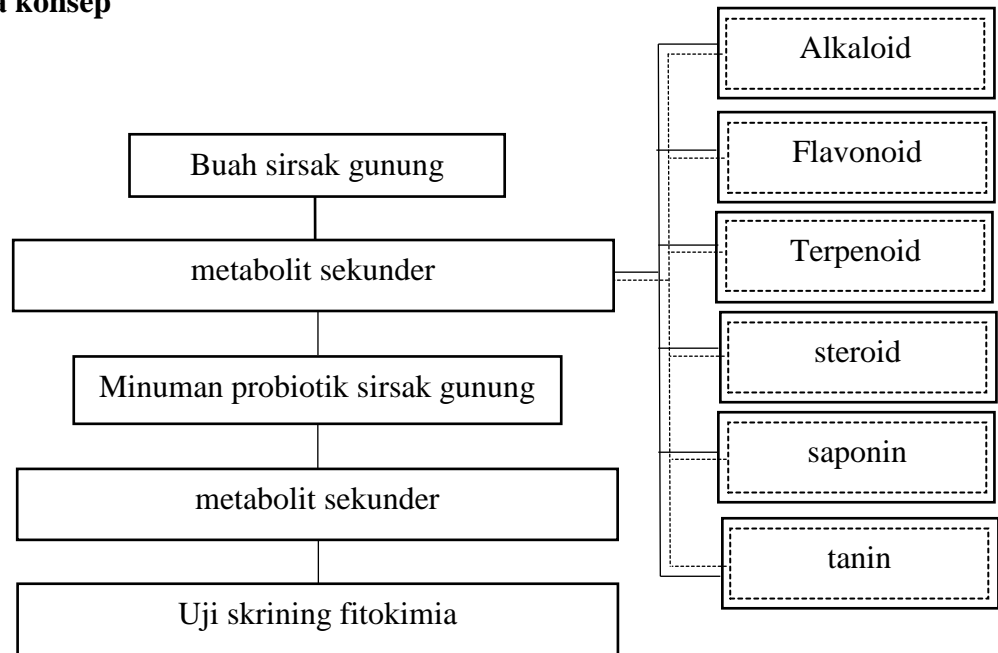 konsep
Buah sirsak gunung
metabolit sekunder
Minuman probiotik sirsak gunung
metabolit sekunder
Uji skrining fitokimia
Alkaloid
Flavonoid
Terpenoid
steroid
saponin
tanin